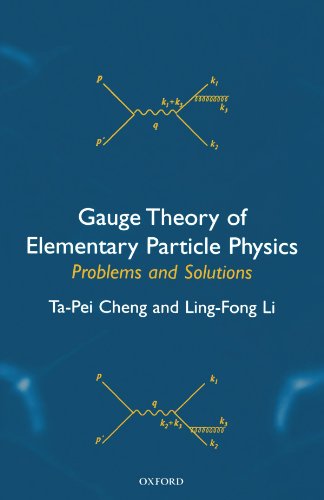 p
k₁
k₁+k₃
k₃
q
p'
k₂
Gauge Theory of
Elementary Particle Physics
Problems and Solutions
Ta-Pei Cheng and Ling-Fong Li
p
k₁
q
k₃
k₂+k₃
p'
k₂
OXFORD